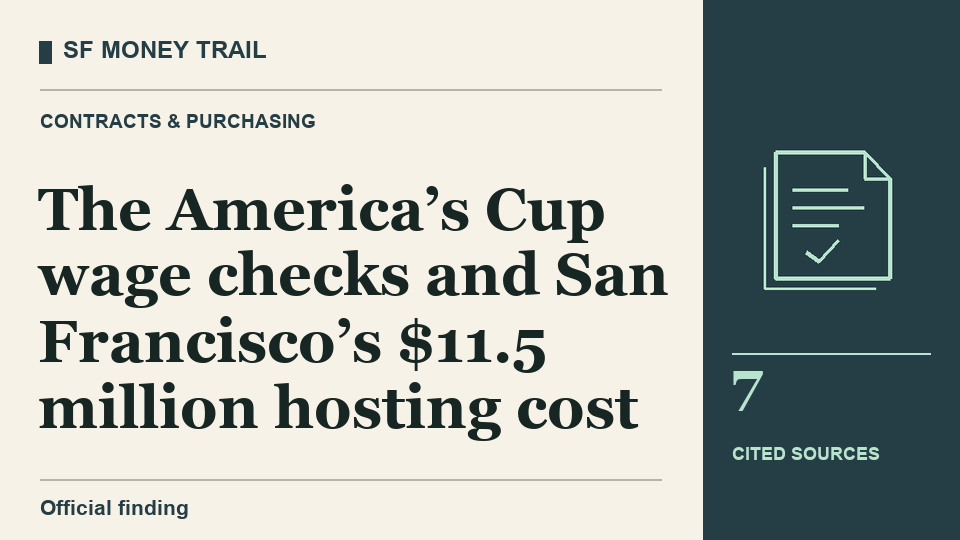 SF MONEY TRAIL
CONTRACTS & PURCHASING
The America’s Cup
wage checks and San
Francisco’s $11.5
million hosting cost
Official finding
7
CITED SOURCES